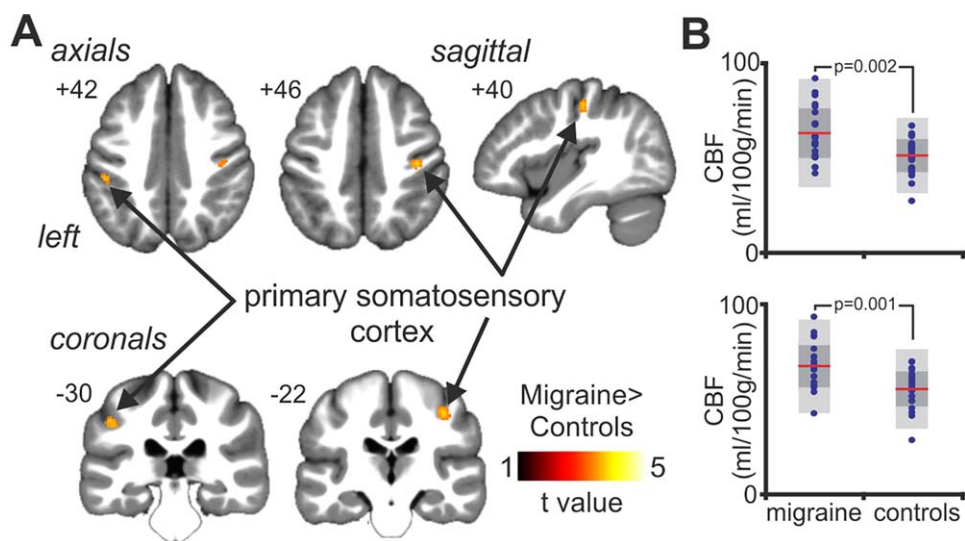 A
axials
sagittal
+42
+46
+40
left
primary somatosensory
cortex
coronals
-30
-22
Migraine>
Controls
1
5
t value
B
100
p=0.002
CBF
(ml/100g/min)
0
100
p=0.001
CBF
(ml/100g/min)
0
migraine
controls